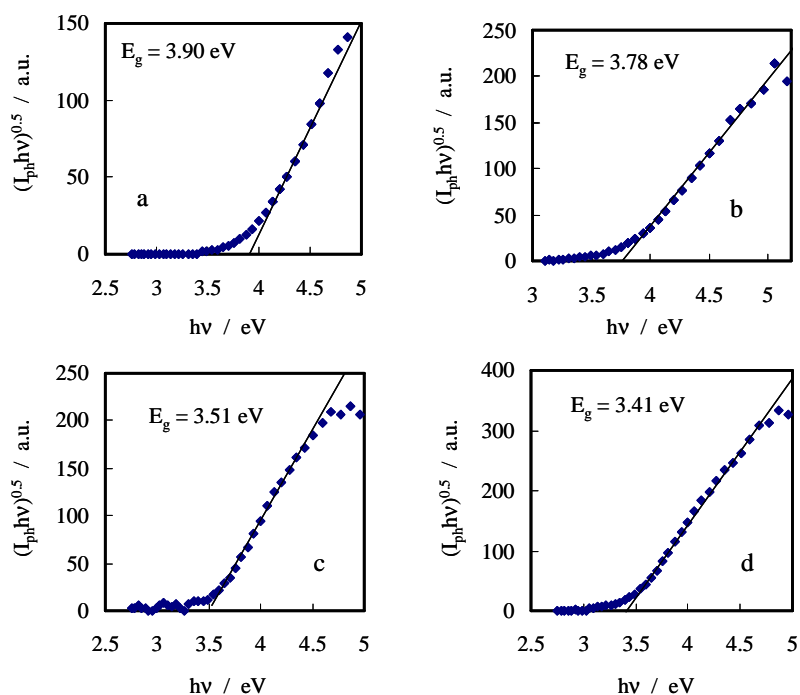 150
100
50
0
(I_ph hν)^0.5 / a.u.
E_g = 3.90 eV
a
2.5 3 3.5 4 4.5 5
hν / eV
250
200
150
100
50
0
(I_ph hν)^0.5 / a.u.
E_g = 3.78 eV
b
3 3.5 4 4.5 5
hν / eV
250
200
150
100
50
0
(I_ph hν)^0.5 / a.u.
E_g = 3.51 eV
c
2.5 3 3.5 4 4.5 5
hν / eV
400
300
200
100
0
(I_ph hν)^0.5 / a.u.
E_g = 3.41 eV
d
2.5 3 3.5 4 4.5 5
hν / eV